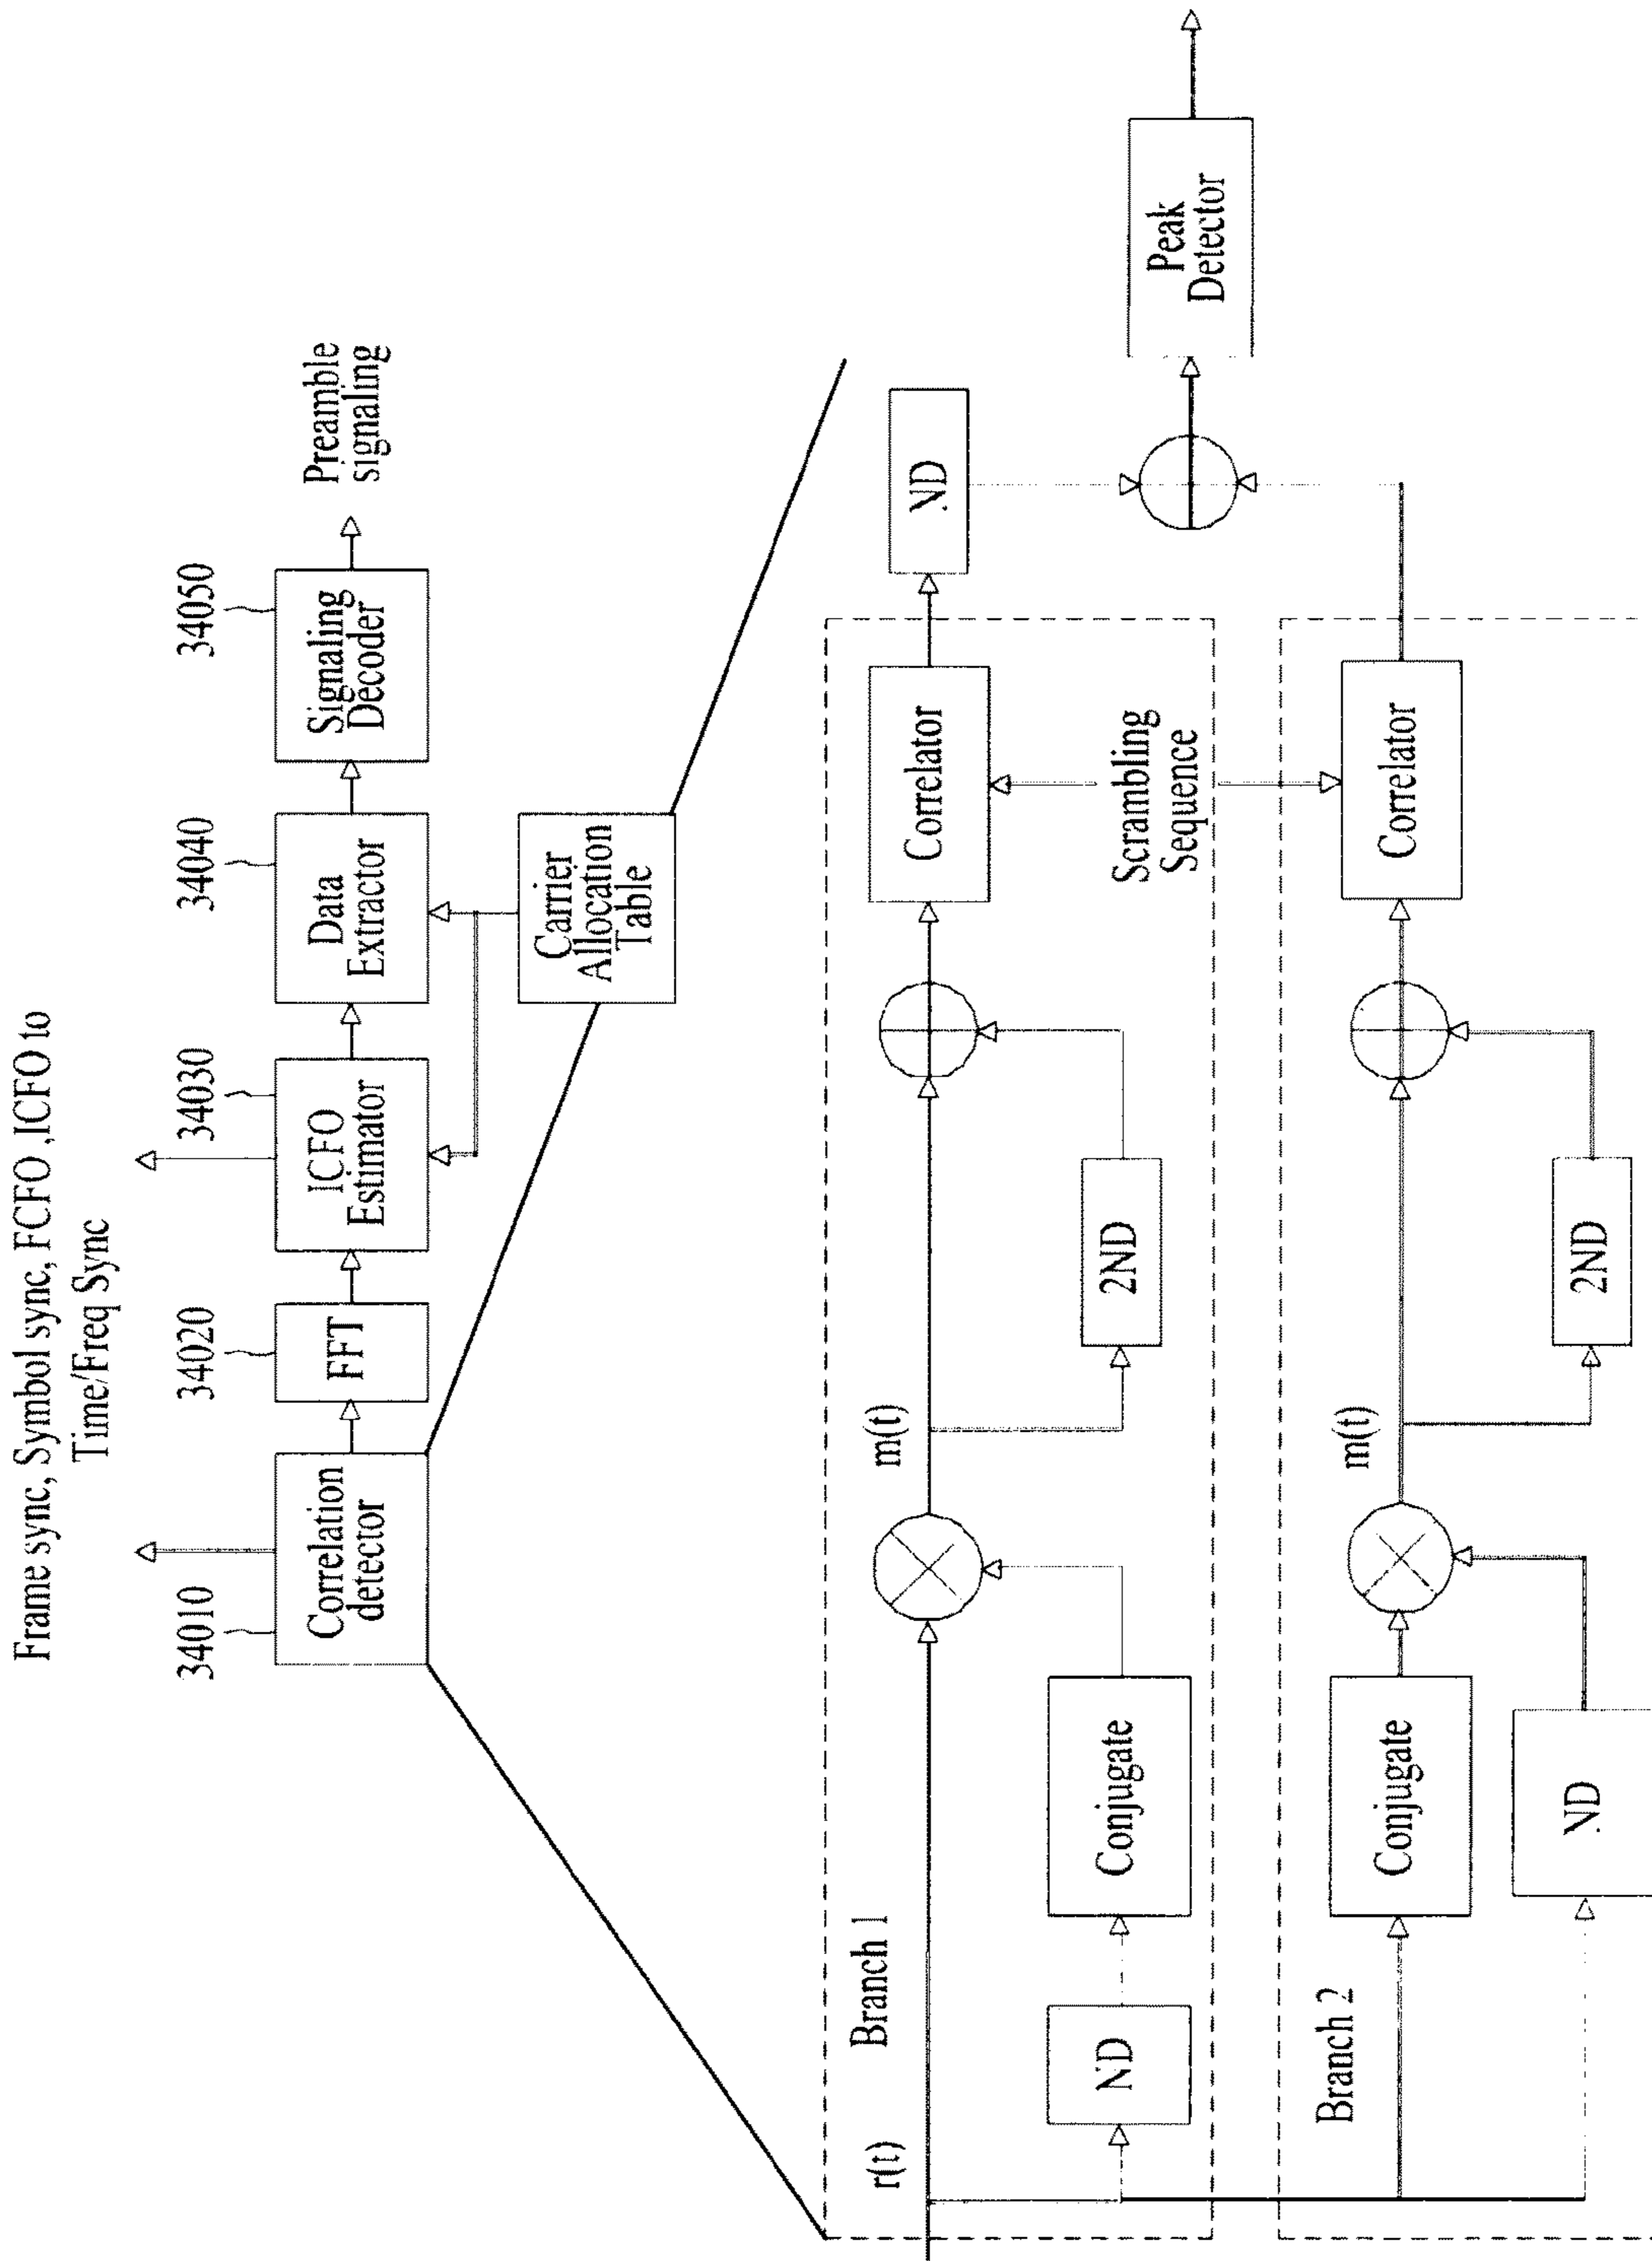 Frame sync, Symbol sync, FCFO ,ICFO to
Time/Freq Sync
34010
34020
34030
34040
34050
Correlation
detector
FFT
ICFO
Estimator
Data
Extractor
Signaling
Decoder
Preamble
signaling
Carrier
Allocation
Table
r(t)
Branch 1
m(t)
Correlator
ND
ND
Conjugate
2ND
Scrambling
Sequence
Peak
Detector
Branch 2
Conjugate
m(t)
Correlator
ND
2ND